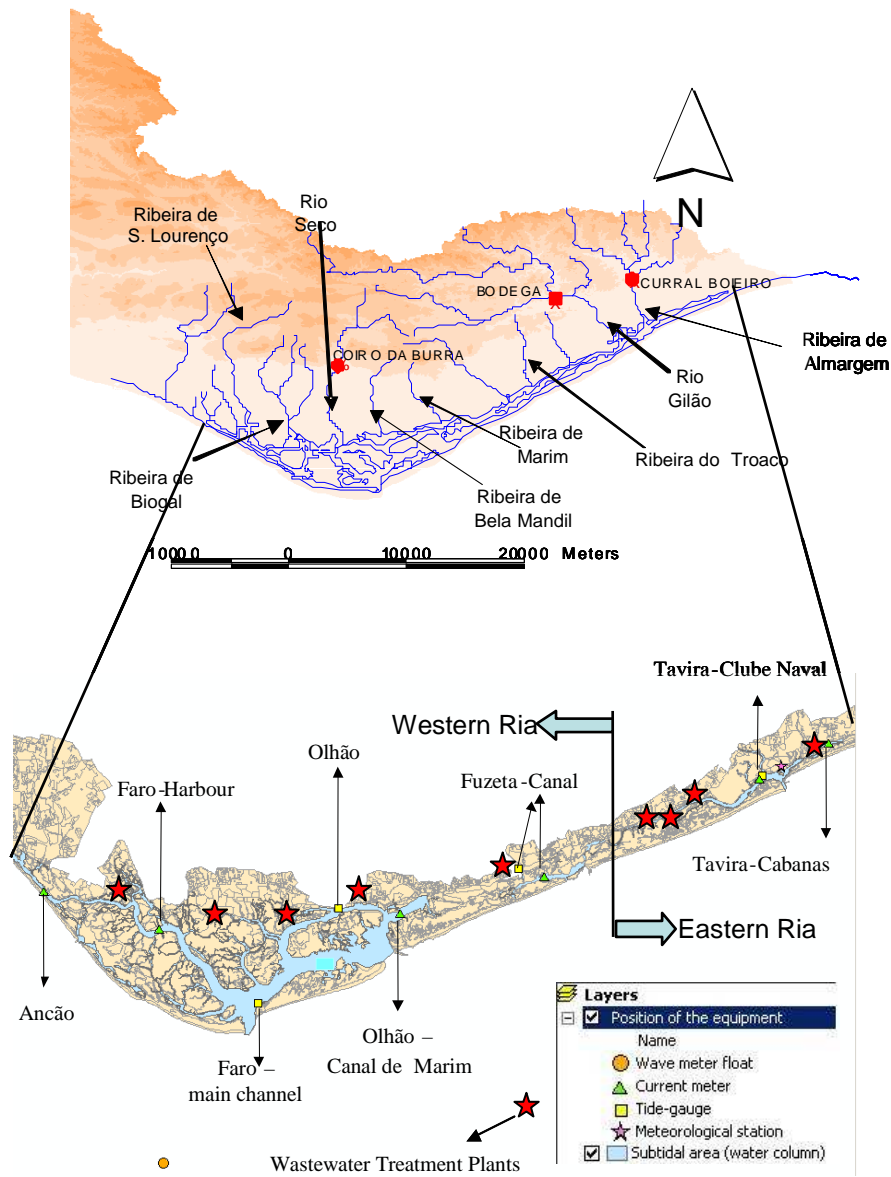 Rio
Seco
Ribeira de
S. Lourenço
N
BODEGA
CURRAL BOEIRO
COIRO DA BURRA
Ribeira de
Almargem
Rio
Gilão
Ribeira de
Marim
Ribeira do Troaco
Ribeira de
Biogal
Ribeira de
Bela Mandil
10000 0 10000 20000 Meters
Tavira-Clube Naval
Western Ria
Olhão
Faro-Harbour
Fuzeta-Canal
Tavira-Cabanas
Eastern Ria
Ancão
Olhão –
Canal de Marim
Faro –
main channel
Layers
Position of the equipment
Name
Wave meter float
Current meter
Tide-gauge
Meteorological station
Subtidal area (water column)
Wastewater Treatment Plants